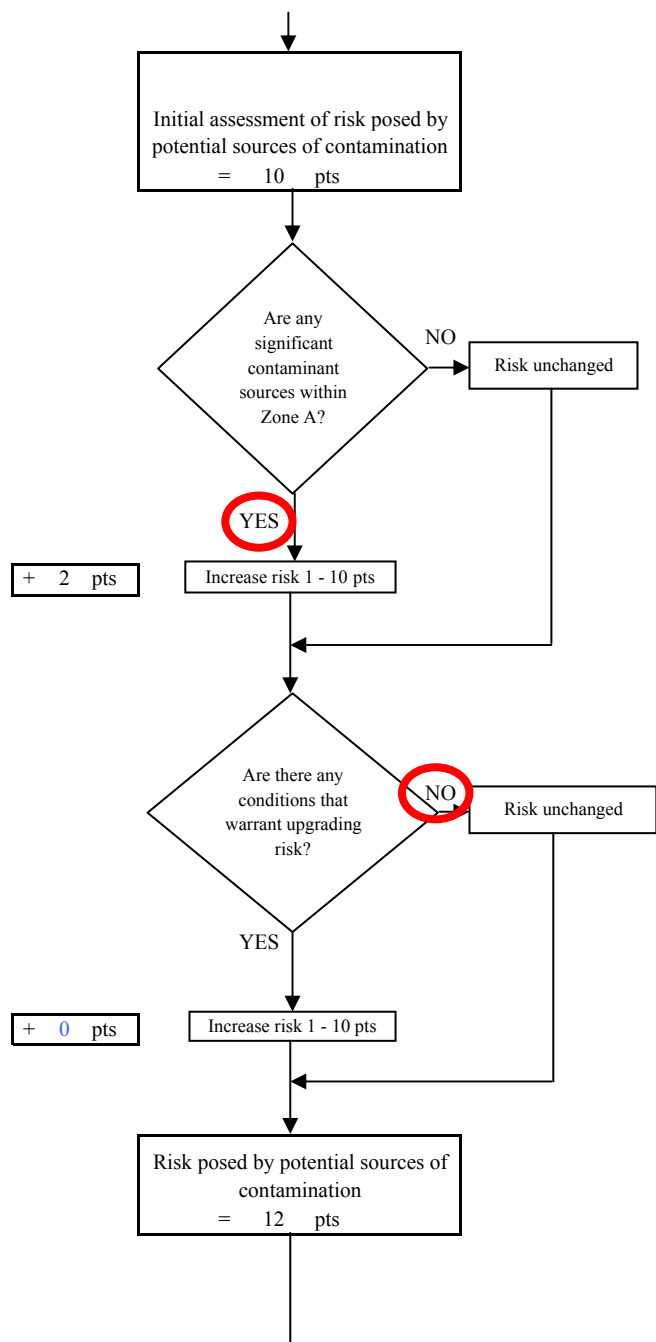 Initial assessment of risk posed by
potential sources of contamination
= 10 pts
Are any
significant
contaminant
sources within
Zone A?
NO
Risk unchanged
YES
+ 2 pts
Increase risk 1 - 10 pts
Are there any
conditions that
warrant upgrading
risk?
NO
Risk unchanged
YES
+ 0 pts
Increase risk 1 - 10 pts
Risk posed by potential sources of
contamination
= 12 pts